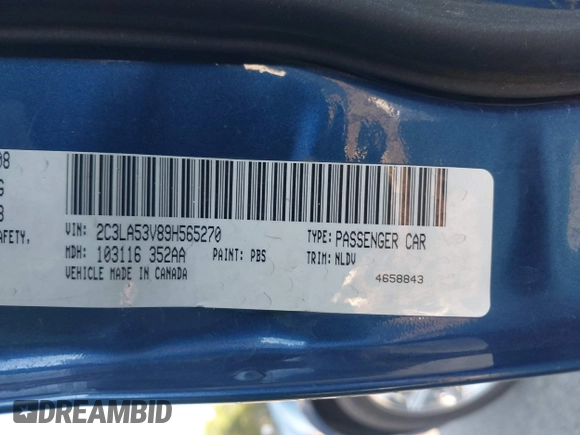 08
G
B
AFETY,
VIN: 2C3LA53V89H565270 TYPE: PASSENGER CAR
MDH: 103116 352AA PAINT: PBS TRIM: NLDV
VEHICLE MADE IN CANADA 4658843
DREAMBID